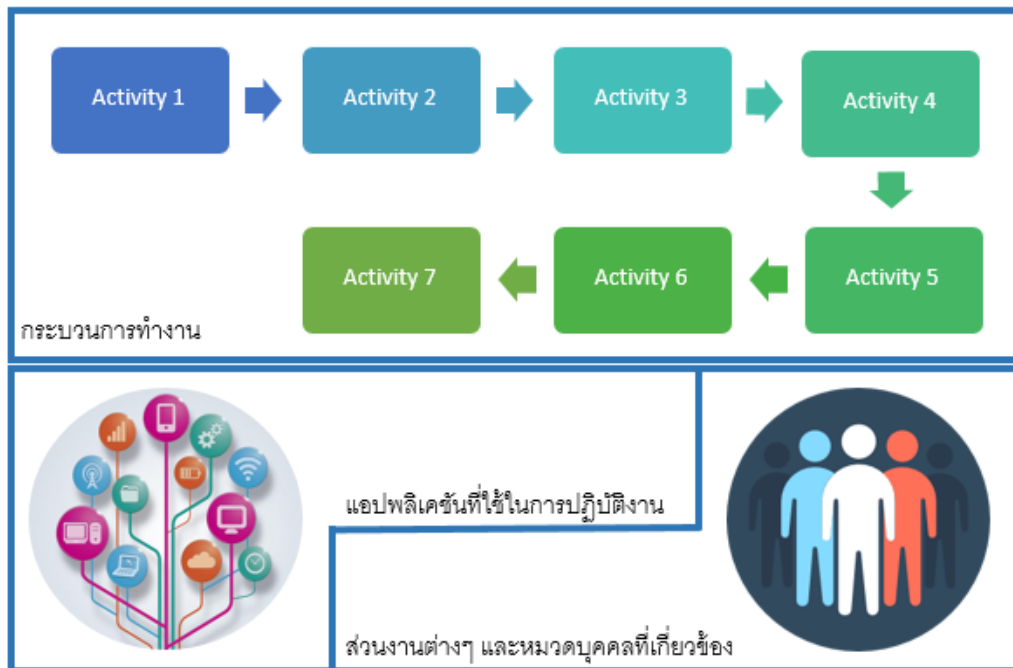 Activity 1
Activity 2
Activity 3
Activity 4
Activity 5
Activity 6
Activity 7
กระบวนการทำงาน
แอปพลิเคชันที่ใช้ในการปฏิบัติงาน
ส่วนงานต่างๆ และหมวดบุคคลที่เกี่ยวข้อง